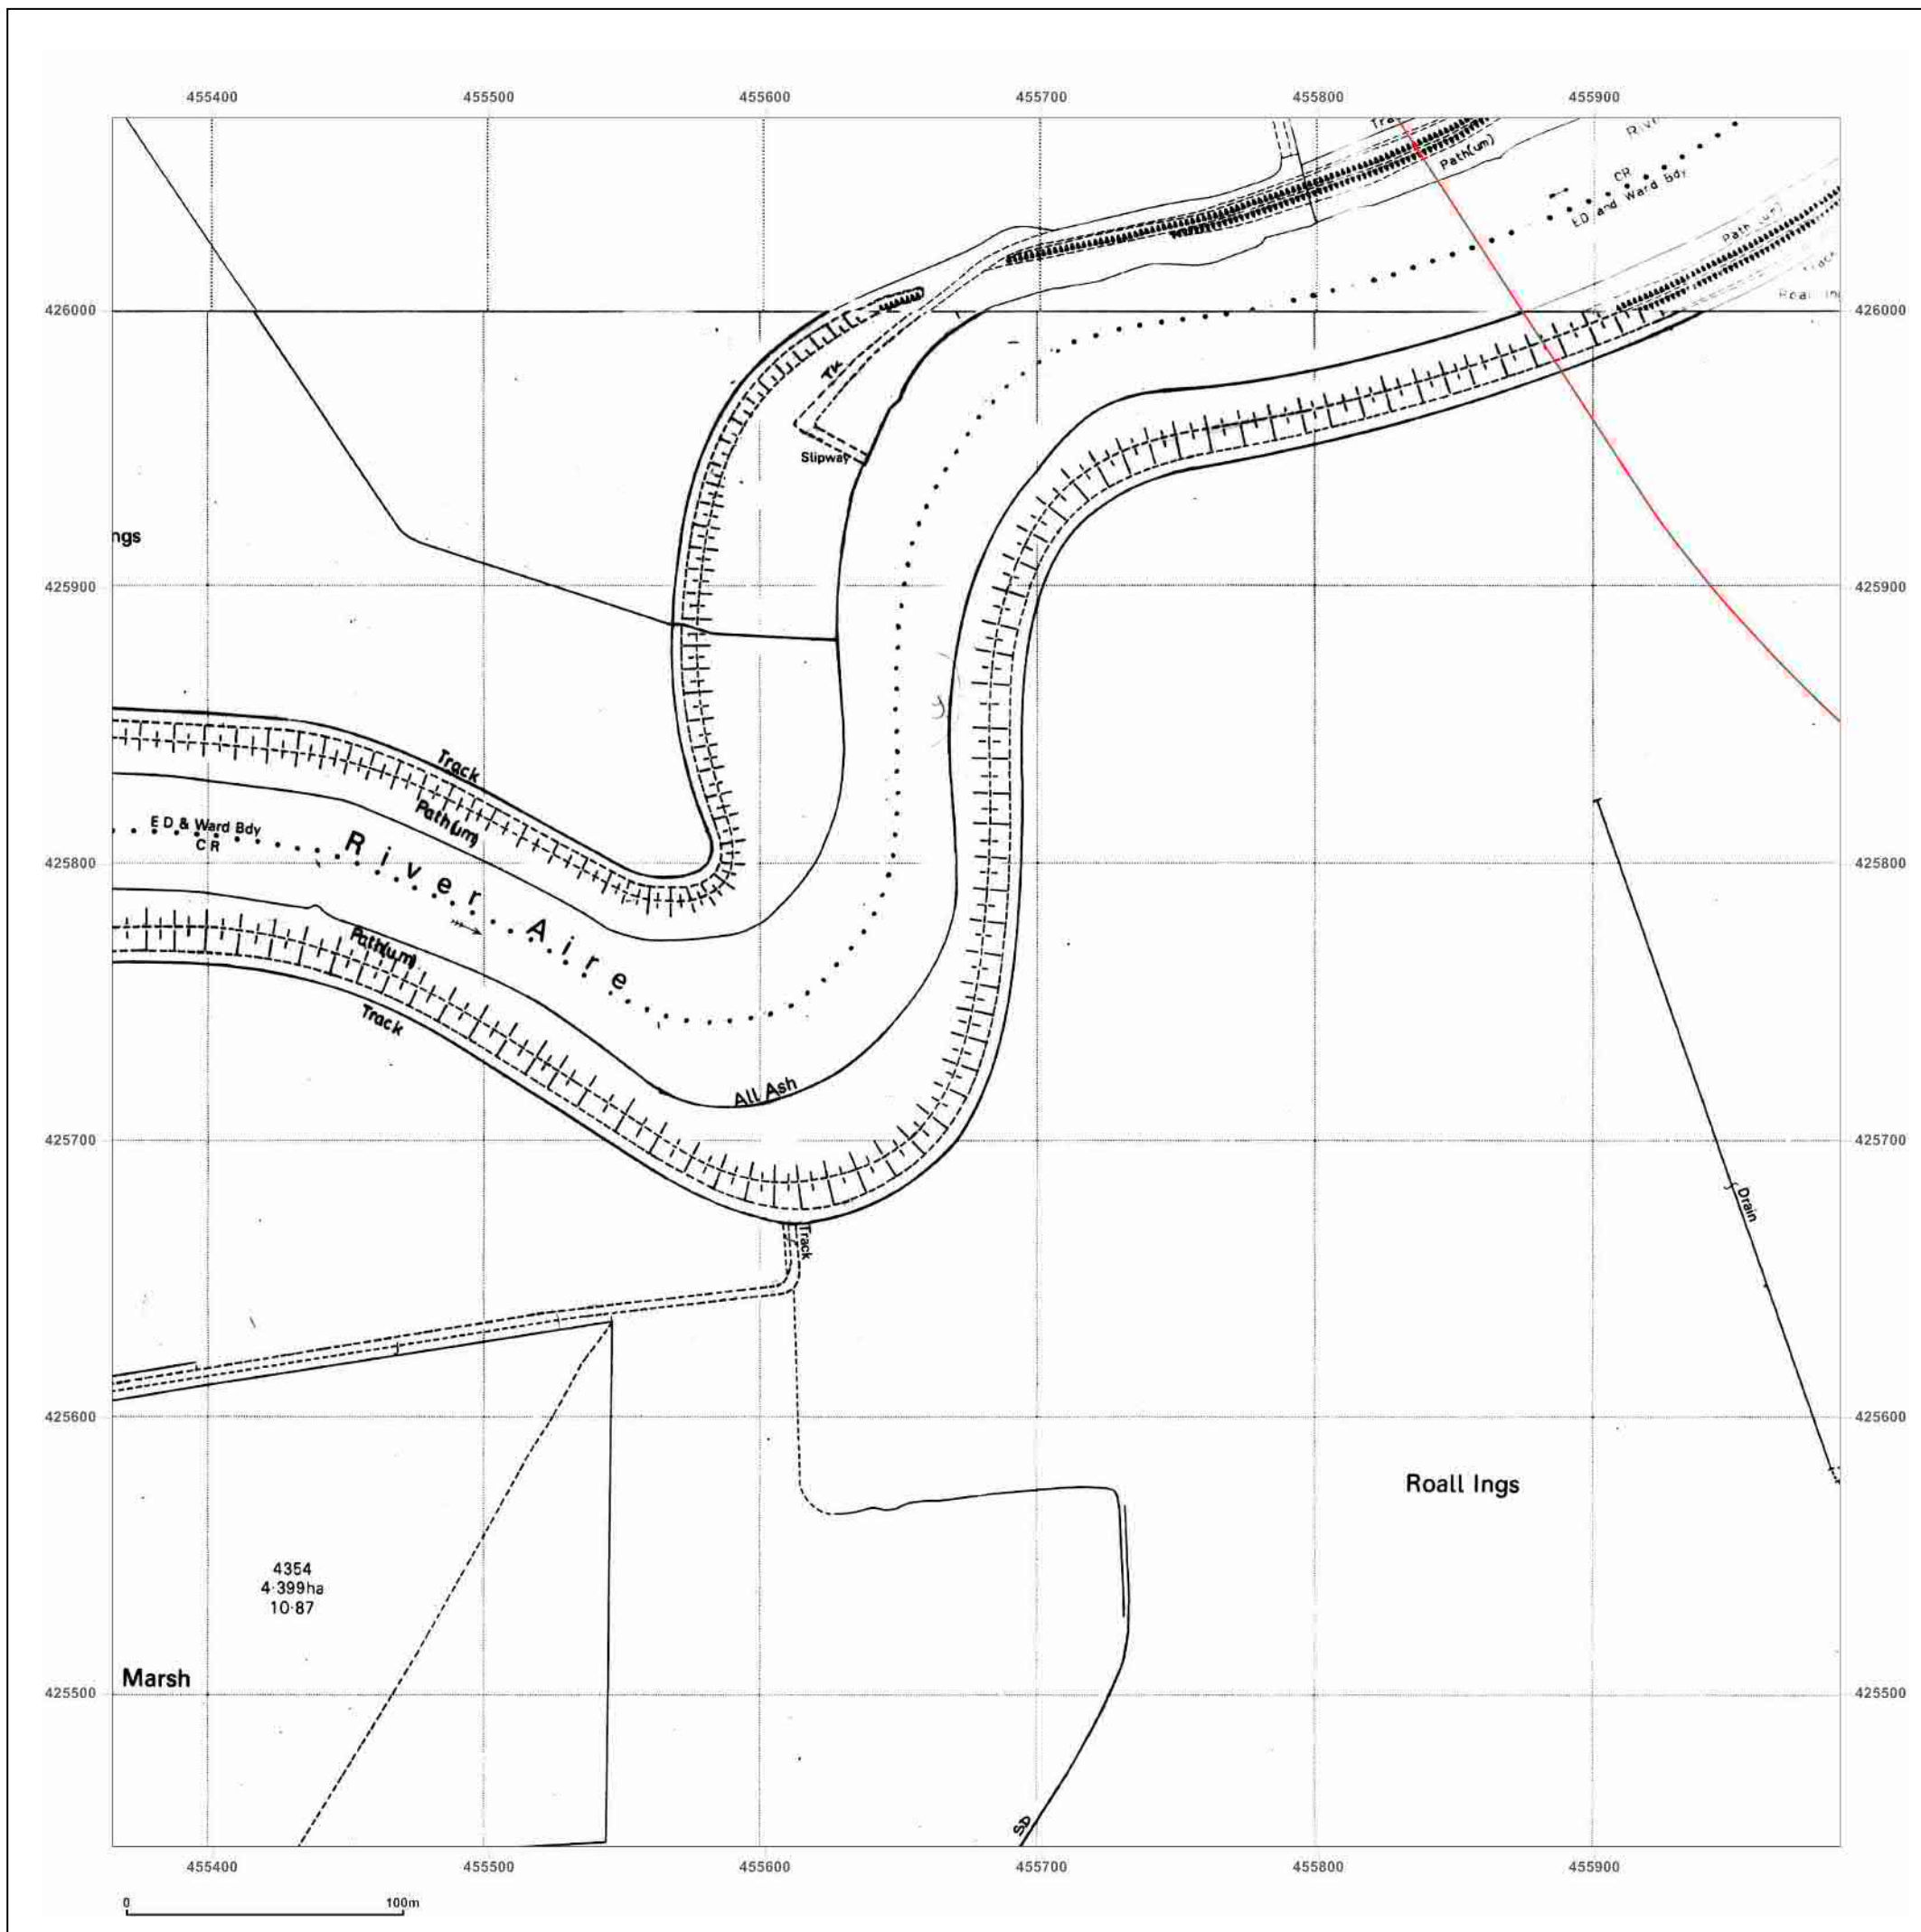 455400 455500 455600 455700 455800 455900
Path(um)
CR
ED and Ward Bdy
Path (um)
Track
426000 426000
TK
Slipway
ngs
425900 425900
Track
Path(um)
E D & Ward Bdy
C R
River Aire
425800 425800
Path(um)
Track
All Ash
425700 425700
Drain
Track
425600 425600
Roall Ings
4354
4·399ha
10·87
Marsh
425500 425500
SD
455400 455500 455600 455700 455800 455900
0 100m